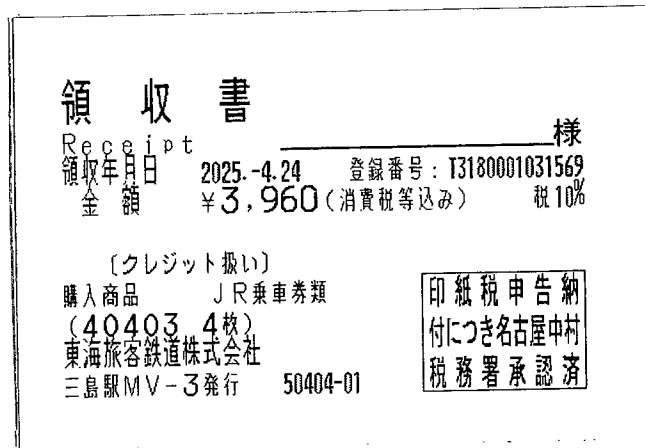 領収書
Receipt
様
領収年月日 2025.-4.24 登録番号：T3180001031569
金額 ￥3,960(消費税等込み) 税10%
〔クレジット扱い〕
購入商品 JR乗車券類
(40403 4枚)
東海旅客鉄道株式会社
三島駅MV-3発行 50404-01
印紙税申告納
付につき名古屋中村
税務署承認済